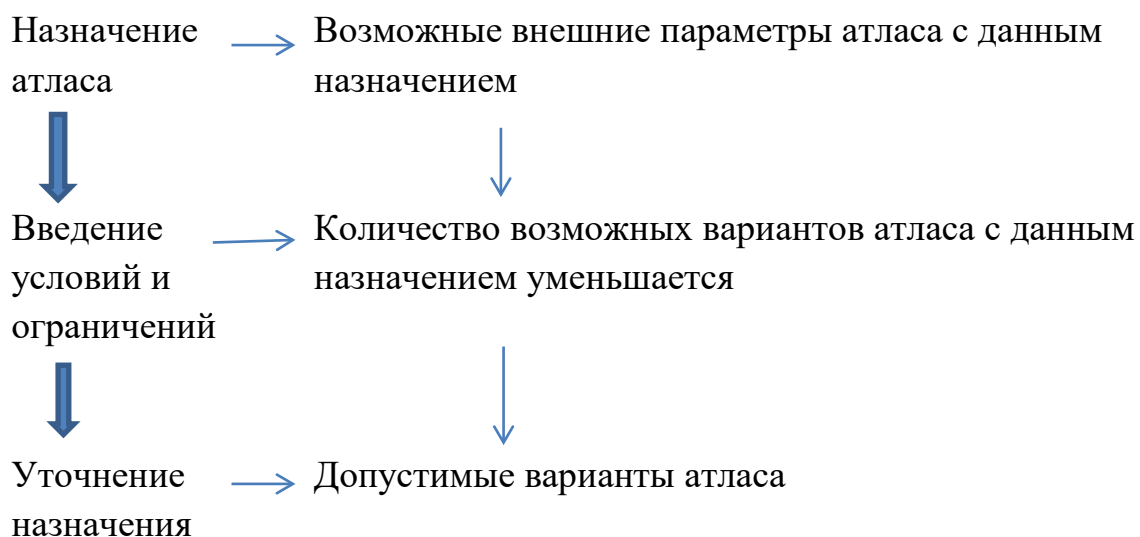 Назначение
атласа
Возможные внешние параметры атласа с данным
назначением
Введение
условий и
ограничений
Количество возможных вариантов атласа с данным
назначением уменьшается
Уточнение
назначения
Допустимые варианты атласа